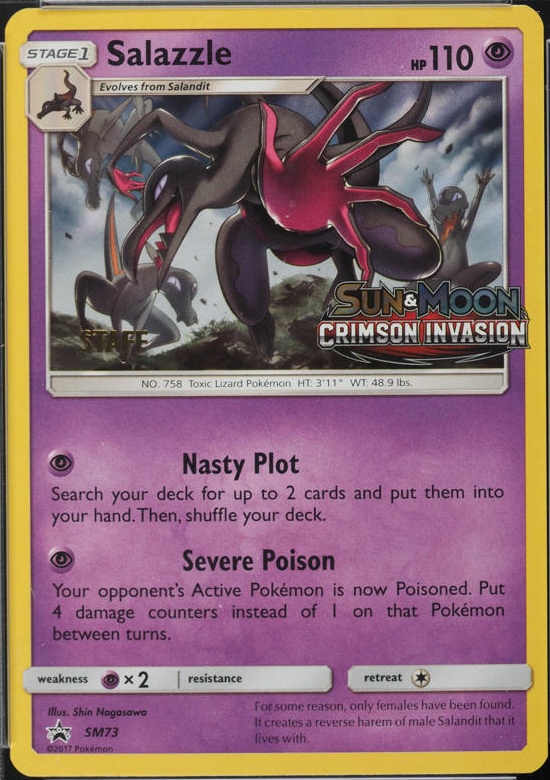 STAGE 1 Salazzle HP 110
Evolves from Salandit
SUN & MOON
CRIMSON INVASION
STAFF
NO. 758 Toxic Lizard Pokémon HT: 3'11" WT: 48.9 lbs.
Nasty Plot
Search your deck for up to 2 cards and put them into
your hand. Then, shuffle your deck.
Severe Poison
Your opponent's Active Pokémon is now Poisoned. Put
4 damage counters instead of 1 on that Pokémon
between turns.
weakness ×2 resistance retreat
Illus. Shin Nagasawa
SM73
©2017 Pokémon
For some reason, only females have been found.
It creates a reverse harem of male Salandit that it
lives with.